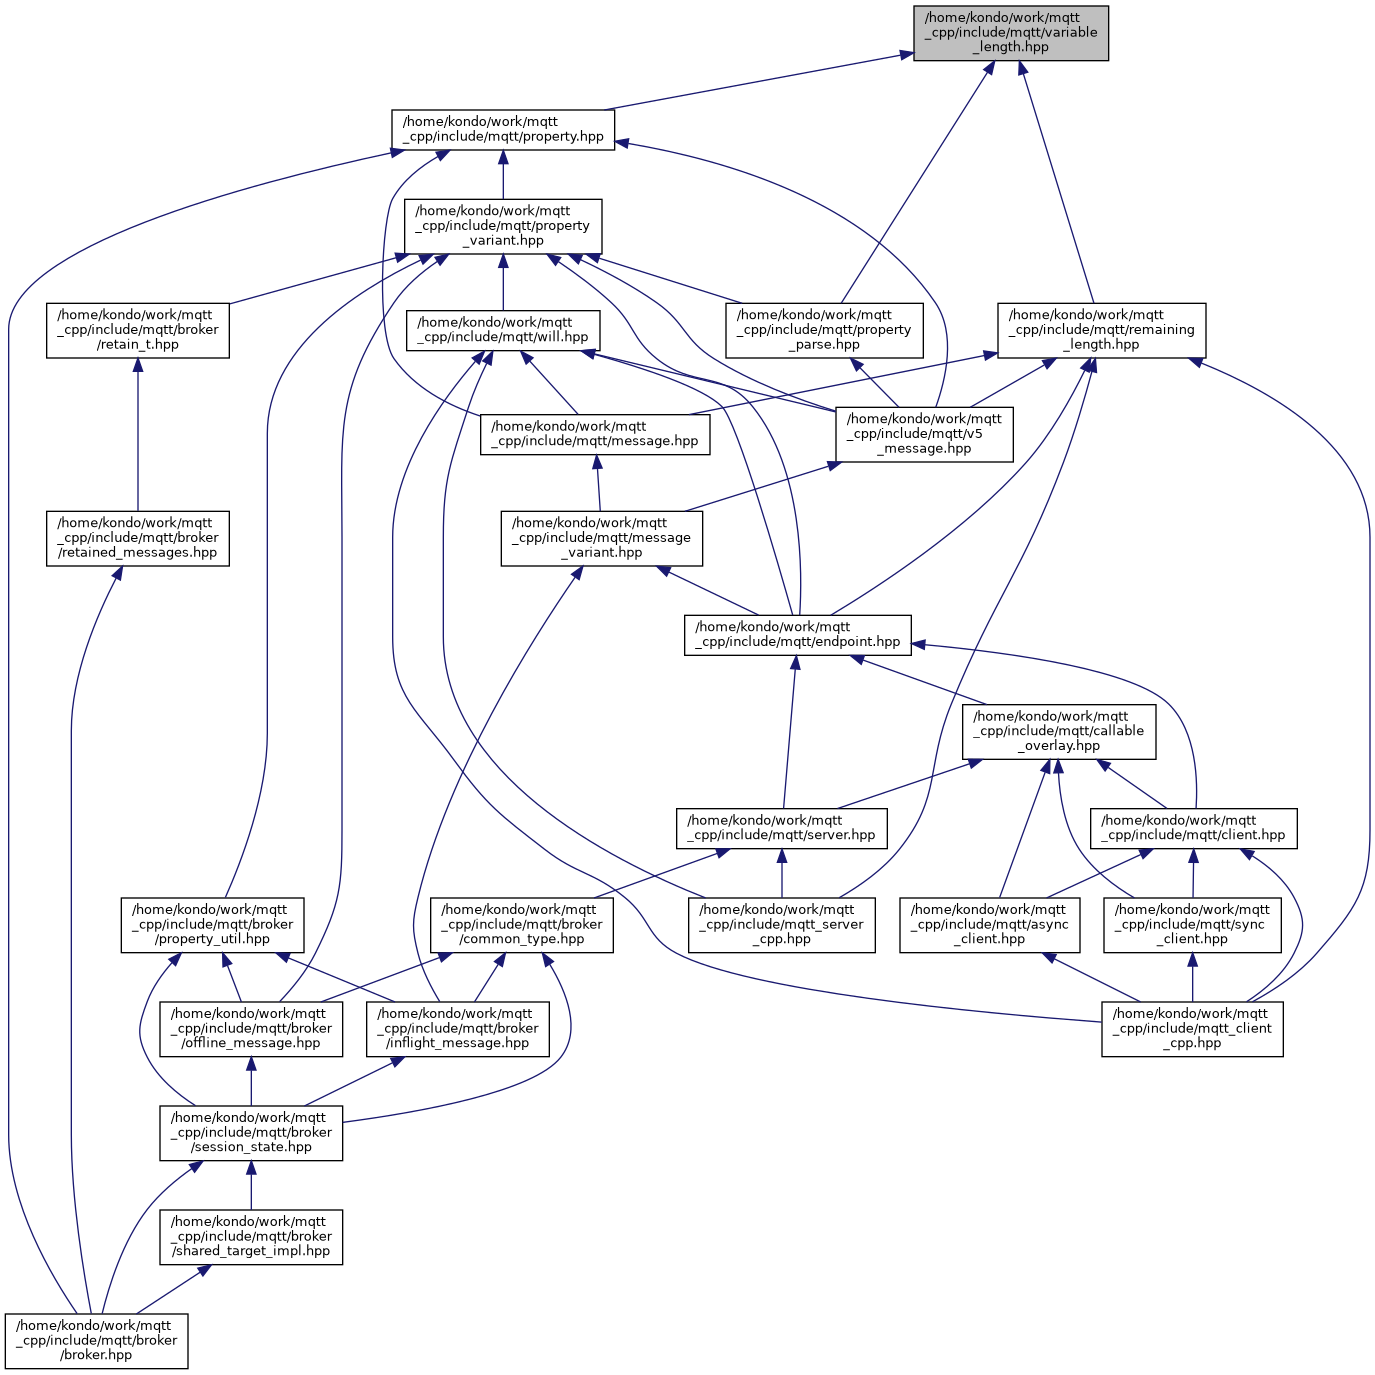 /home/kondo/work/mqtt
_cpp/include/mqtt/variable
_length.hpp
/home/kondo/work/mqtt
_cpp/include/mqtt/property.hpp
/home/kondo/work/mqtt
_cpp/include/mqtt/property
_variant.hpp
/home/kondo/work/mqtt
_cpp/include/mqtt/broker
/retain_t.hpp
/home/kondo/work/mqtt
_cpp/include/mqtt/will.hpp
/home/kondo/work/mqtt
_cpp/include/mqtt/property
_parse.hpp
/home/kondo/work/mqtt
_cpp/include/mqtt/remaining
_length.hpp
/home/kondo/work/mqtt
_cpp/include/mqtt/message.hpp
/home/kondo/work/mqtt
_cpp/include/mqtt/v5
_message.hpp
/home/kondo/work/mqtt
_cpp/include/mqtt/broker
/retained_messages.hpp
/home/kondo/work/mqtt
_cpp/include/mqtt/message
_variant.hpp
/home/kondo/work/mqtt
_cpp/include/mqtt/endpoint.hpp
/home/kondo/work/mqtt
_cpp/include/mqtt/callable
_overlay.hpp
/home/kondo/work/mqtt
_cpp/include/mqtt/server.hpp
/home/kondo/work/mqtt
_cpp/include/mqtt/client.hpp
/home/kondo/work/mqtt
_cpp/include/mqtt/broker
/property_util.hpp
/home/kondo/work/mqtt
_cpp/include/mqtt/broker
/common_type.hpp
/home/kondo/work/mqtt
_cpp/include/mqtt_server
_cpp.hpp
/home/kondo/work/mqtt
_cpp/include/mqtt/async
_client.hpp
/home/kondo/work/mqtt
_cpp/include/mqtt/sync
_client.hpp
/home/kondo/work/mqtt
_cpp/include/mqtt/broker
/offline_message.hpp
/home/kondo/work/mqtt
_cpp/include/mqtt/broker
/inflight_message.hpp
/home/kondo/work/mqtt
_cpp/include/mqtt_client
_cpp.hpp
/home/kondo/work/mqtt
_cpp/include/mqtt/broker
/session_state.hpp
/home/kondo/work/mqtt
_cpp/include/mqtt/broker
/shared_target_impl.hpp
/home/kondo/work/mqtt
_cpp/include/mqtt/broker
/broker.hpp